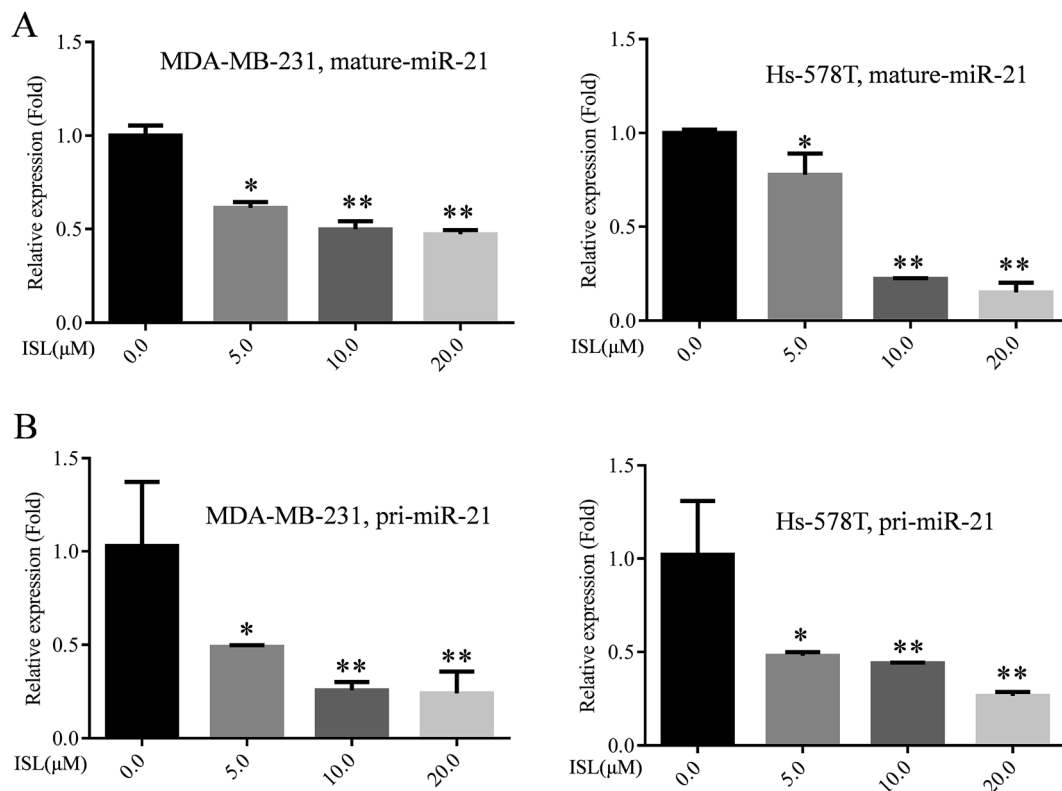 A
MDA-MB-231, mature-miR-21
Relative expression (Fold)
1.5
1.0
0.5
0.0
* ** **
ISL(μM)
0.0 5.0 10.0 20.0
Hs-578T, mature-miR-21
Relative expression (Fold)
1.5
1.0
0.5
0.0
* ** **
ISL(μM)
0.0 5.0 10.0 20.0
B
MDA-MB-231, pri-miR-21
Relative expression (Fold)
1.5
1.0
0.5
0.0
* ** **
ISL(μM)
0.0 5.0 10.0 20.0
Hs-578T, pri-miR-21
Relative expression (Fold)
1.5
1.0
0.5
0.0
* ** **
ISL(μM)
0.0 5.0 10.0 20.0